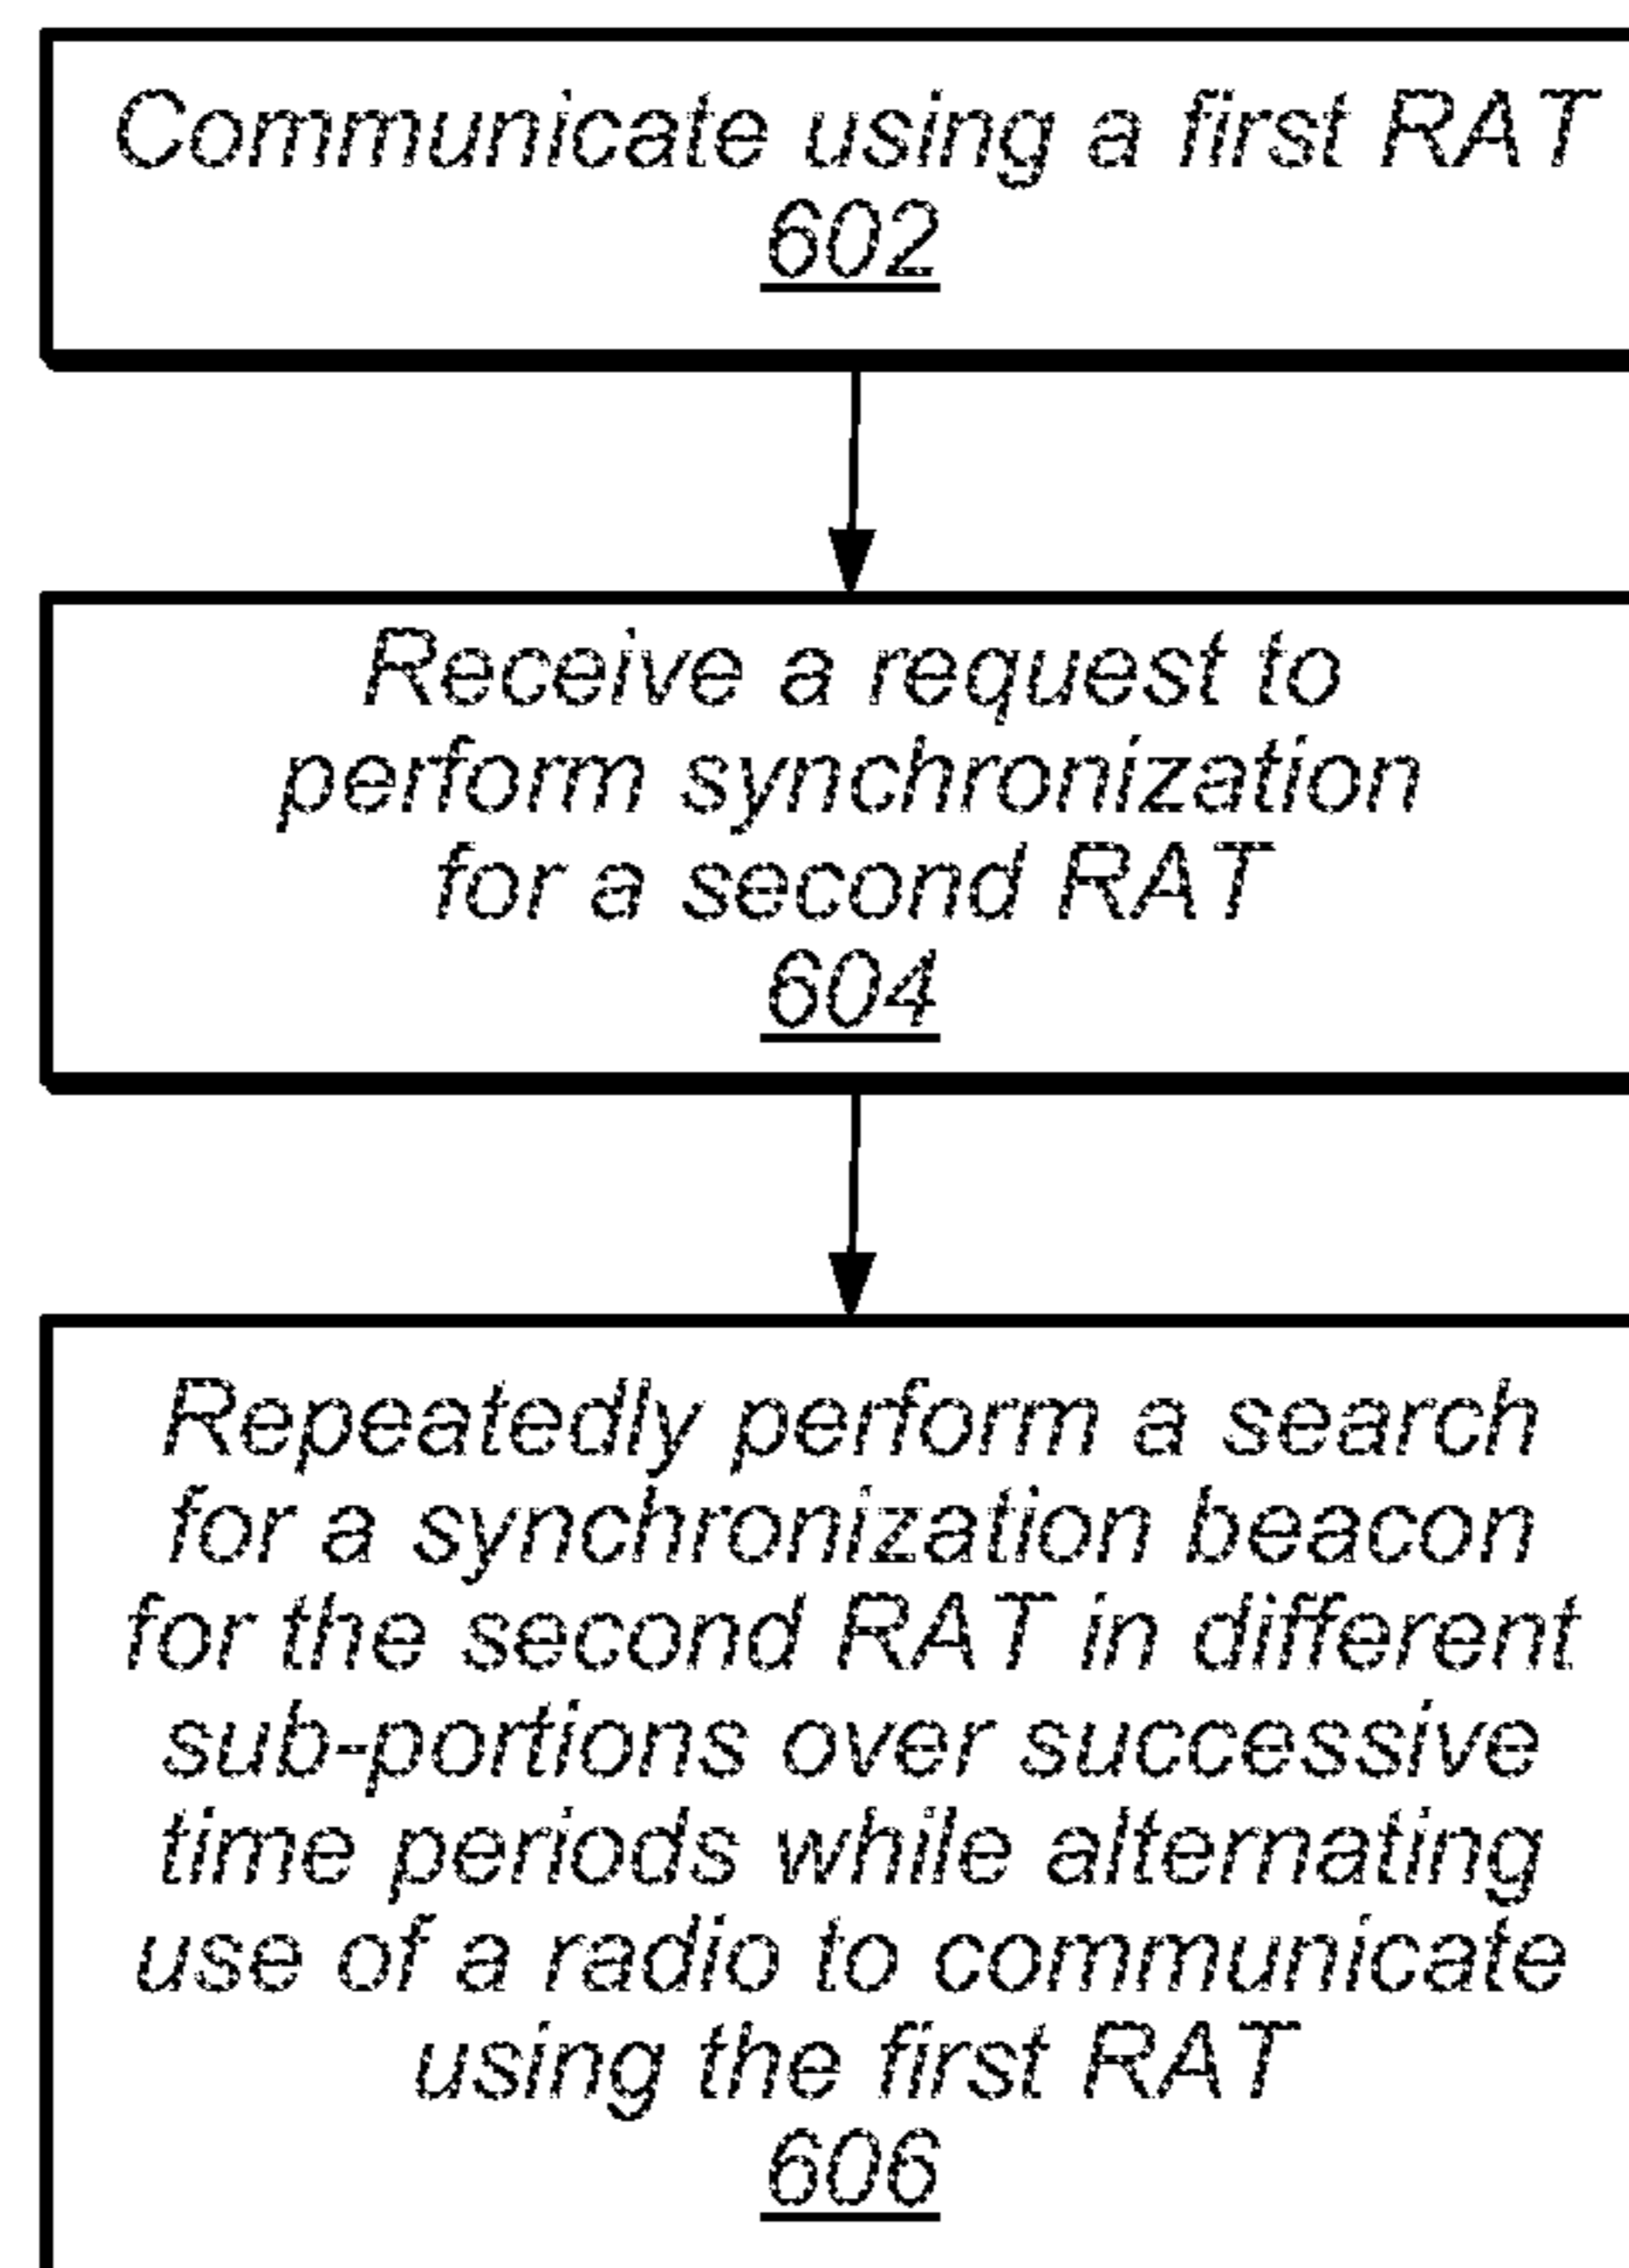 Communicate using a first RAT
602
Receive a request to
perform synchronization
for a second RAT
604
Repeatedly perform a search
for a synchronization beacon
for the second RAT in different
sub-portions over successive
time periods while alternating
use of a radio to communicate
using the first RAT
606